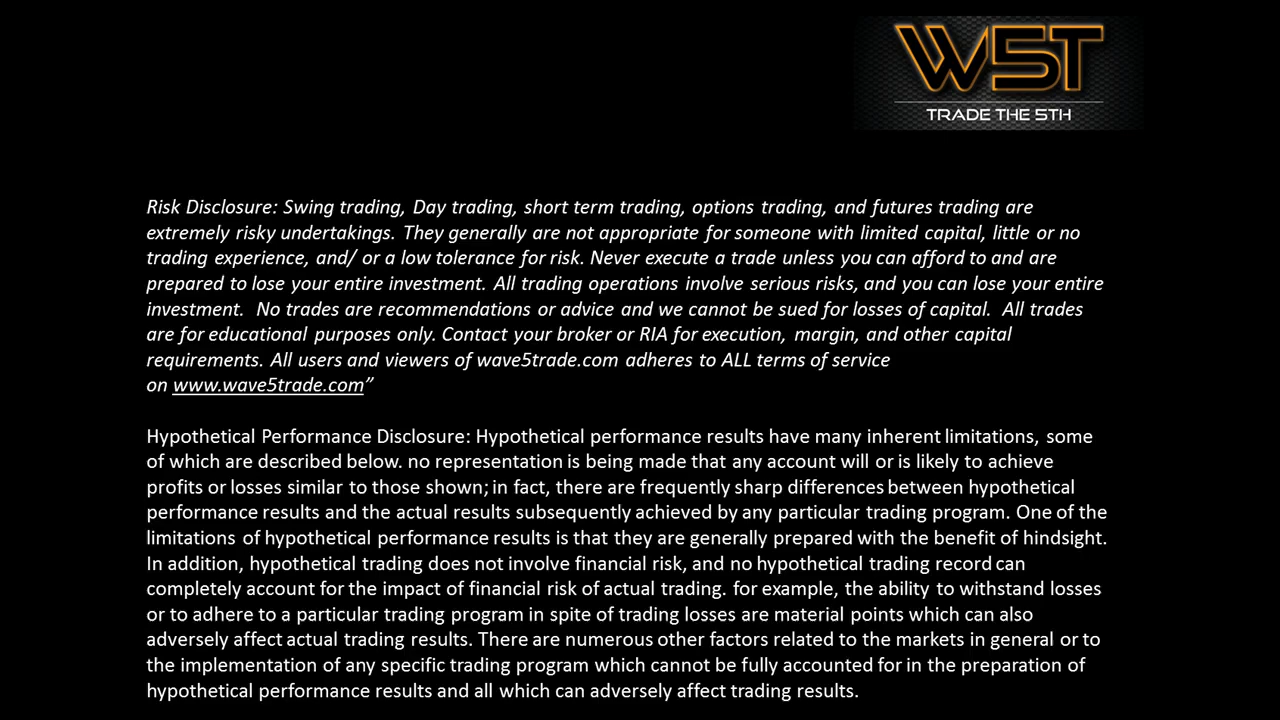 W5T
TRADE THE 5TH
Risk Disclosure: Swing trading, Day trading, short term trading, options trading, and futures trading are
extremely risky undertakings. They generally are not appropriate for someone with limited capital, little or no
trading experience, and/ or a low tolerance for risk. Never execute a trade unless you can afford to and are
prepared to lose your entire investment. All trading operations involve serious risks, and you can lose your entire
investment. No trades are recommendations or advice and we cannot be sued for losses of capital. All trades
are for educational purposes only. Contact your broker or RIA for execution, margin, and other capital
requirements. All users and viewers of wave5trade.com adheres to ALL terms of service
on www.wave5trade.com”
Hypothetical Performance Disclosure: Hypothetical performance results have many inherent limitations, some
of which are described below. no representation is being made that any account will or is likely to achieve
profits or losses similar to those shown; in fact, there are frequently sharp differences between hypothetical
performance results and the actual results subsequently achieved by any particular trading program. One of the
limitations of hypothetical performance results is that they are generally prepared with the benefit of hindsight.
In addition, hypothetical trading does not involve financial risk, and no hypothetical trading record can
completely account for the impact of financial risk of actual trading. for example, the ability to withstand losses
or to adhere to a particular trading program in spite of trading losses are material points which can also
adversely affect actual trading results. There are numerous other factors related to the markets in general or to
the implementation of any specific trading program which cannot be fully accounted for in the preparation of
hypothetical performance results and all which can adversely affect trading results.